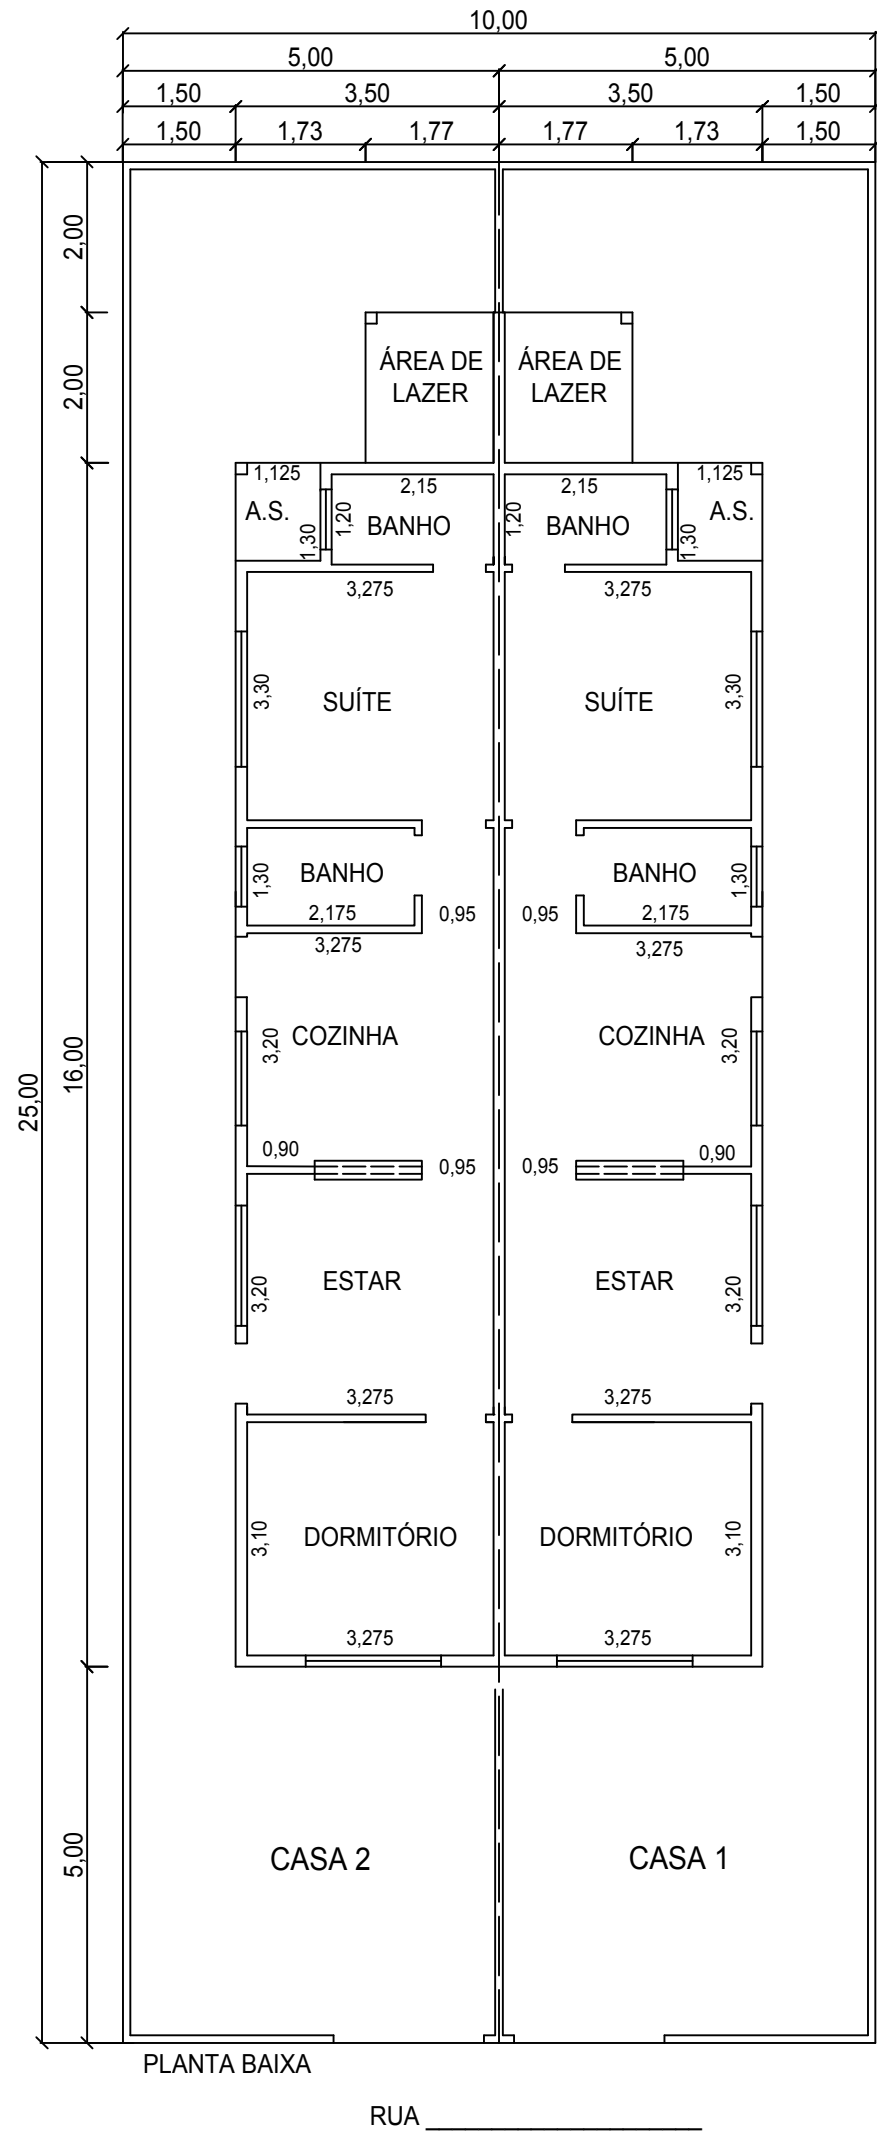 10,00
5,00 5,00
1,50 3,50 3,50 1,50
1,50 1,73 1,77 1,77 1,73 1,50
2,00
2,00
ÁREA DE
LAZER
ÁREA DE
LAZER
1,125
A.S.
1,30
1,20
2,15
BANHO
2,15
1,20
BANHO
1,125
A.S.
1,30
3,275 3,275
3,30
SUÍTE
SUÍTE
3,30
1,30
BANHO
BANHO
1,30
2,175 0,95 0,95 2,175
3,275 3,275
3,20
COZINHA
COZINHA
3,20
25,00
16,00
0,90 0,95 0,95 0,90
3,20
ESTAR
ESTAR
3,20
3,275 3,275
3,10
DORMITÓRIO
DORMITÓRIO
3,10
3,275 3,275
5,00
CASA 2 CASA 1
PLANTA BAIXA
RUA ____________________